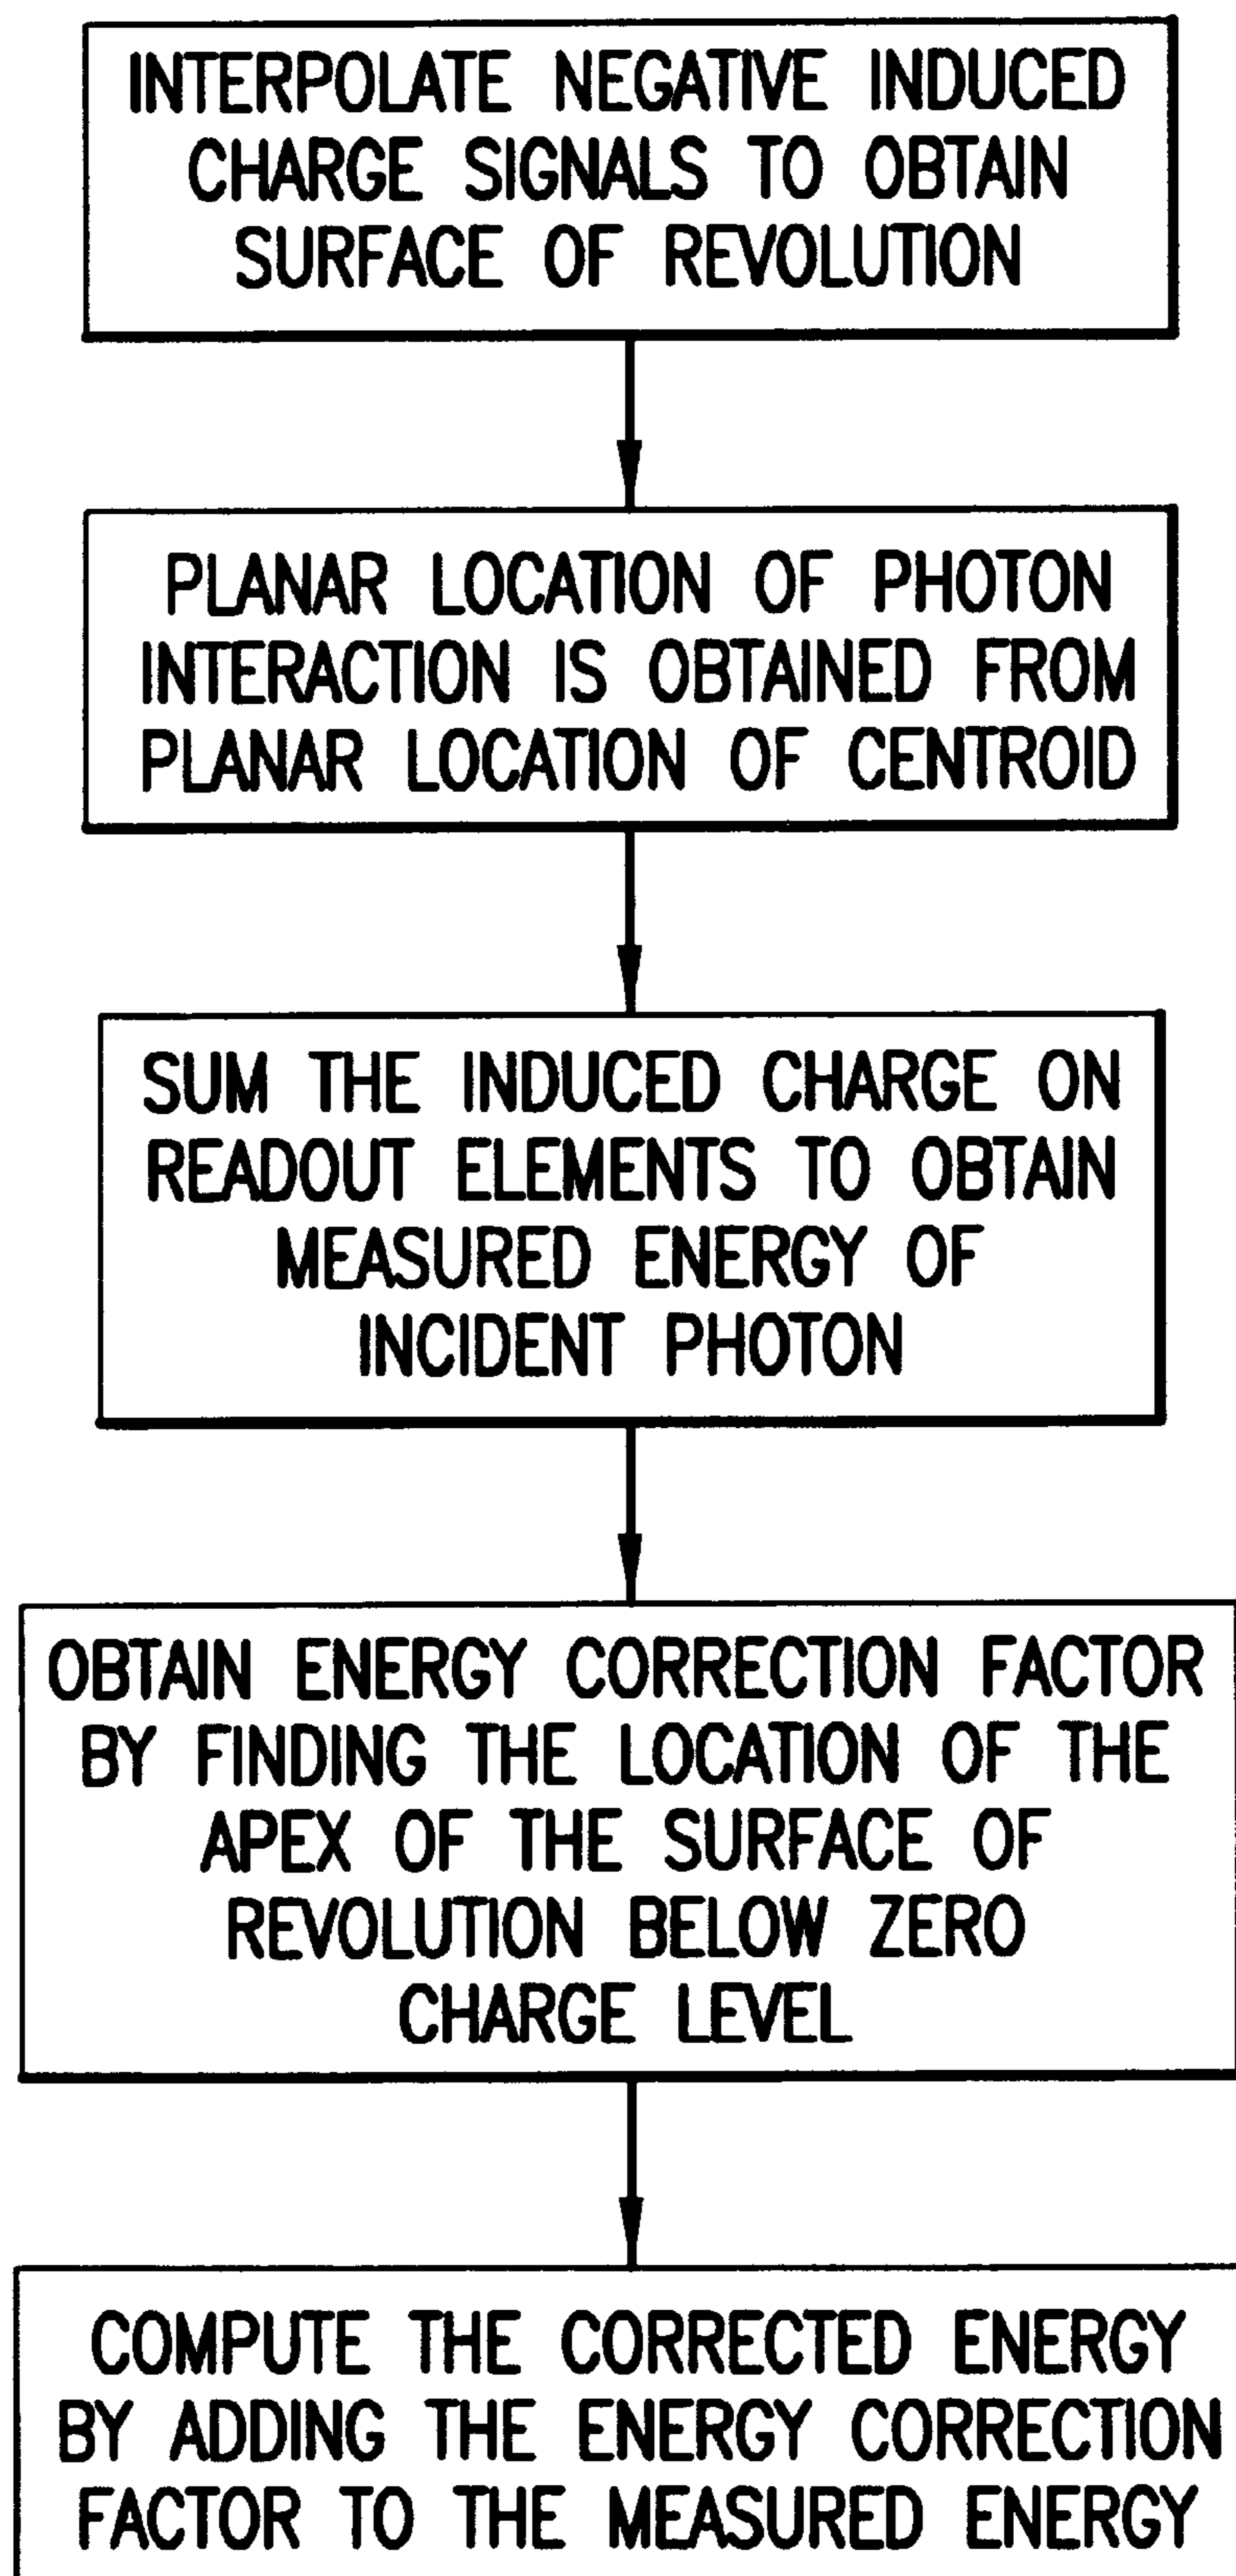 INTERPOLATE NEGATIVE INDUCED
CHARGE SIGNALS TO OBTAIN
SURFACE OF REVOLUTION
PLANAR LOCATION OF PHOTON
INTERACTION IS OBTAINED FROM
PLANAR LOCATION OF CENTROID
SUM THE INDUCED CHARGE ON
READOUT ELEMENTS TO OBTAIN
MEASURED ENERGY OF
INCIDENT PHOTON
OBTAIN ENERGY CORRECTION FACTOR
BY FINDING THE LOCATION OF THE
APEX OF THE SURFACE OF
REVOLUTION BELOW ZERO
CHARGE LEVEL
COMPUTE THE CORRECTED ENERGY
BY ADDING THE ENERGY CORRECTION
FACTOR TO THE MEASURED ENERGY